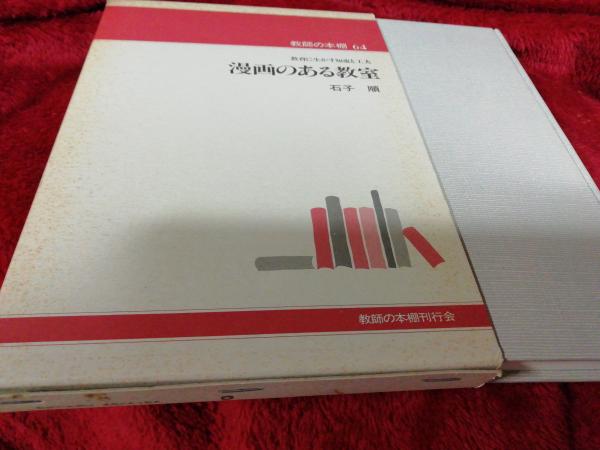 教師の本棚 64
教育に生かす知恵と工夫
漫画のある教室
石子 順
教師の本棚刊行会